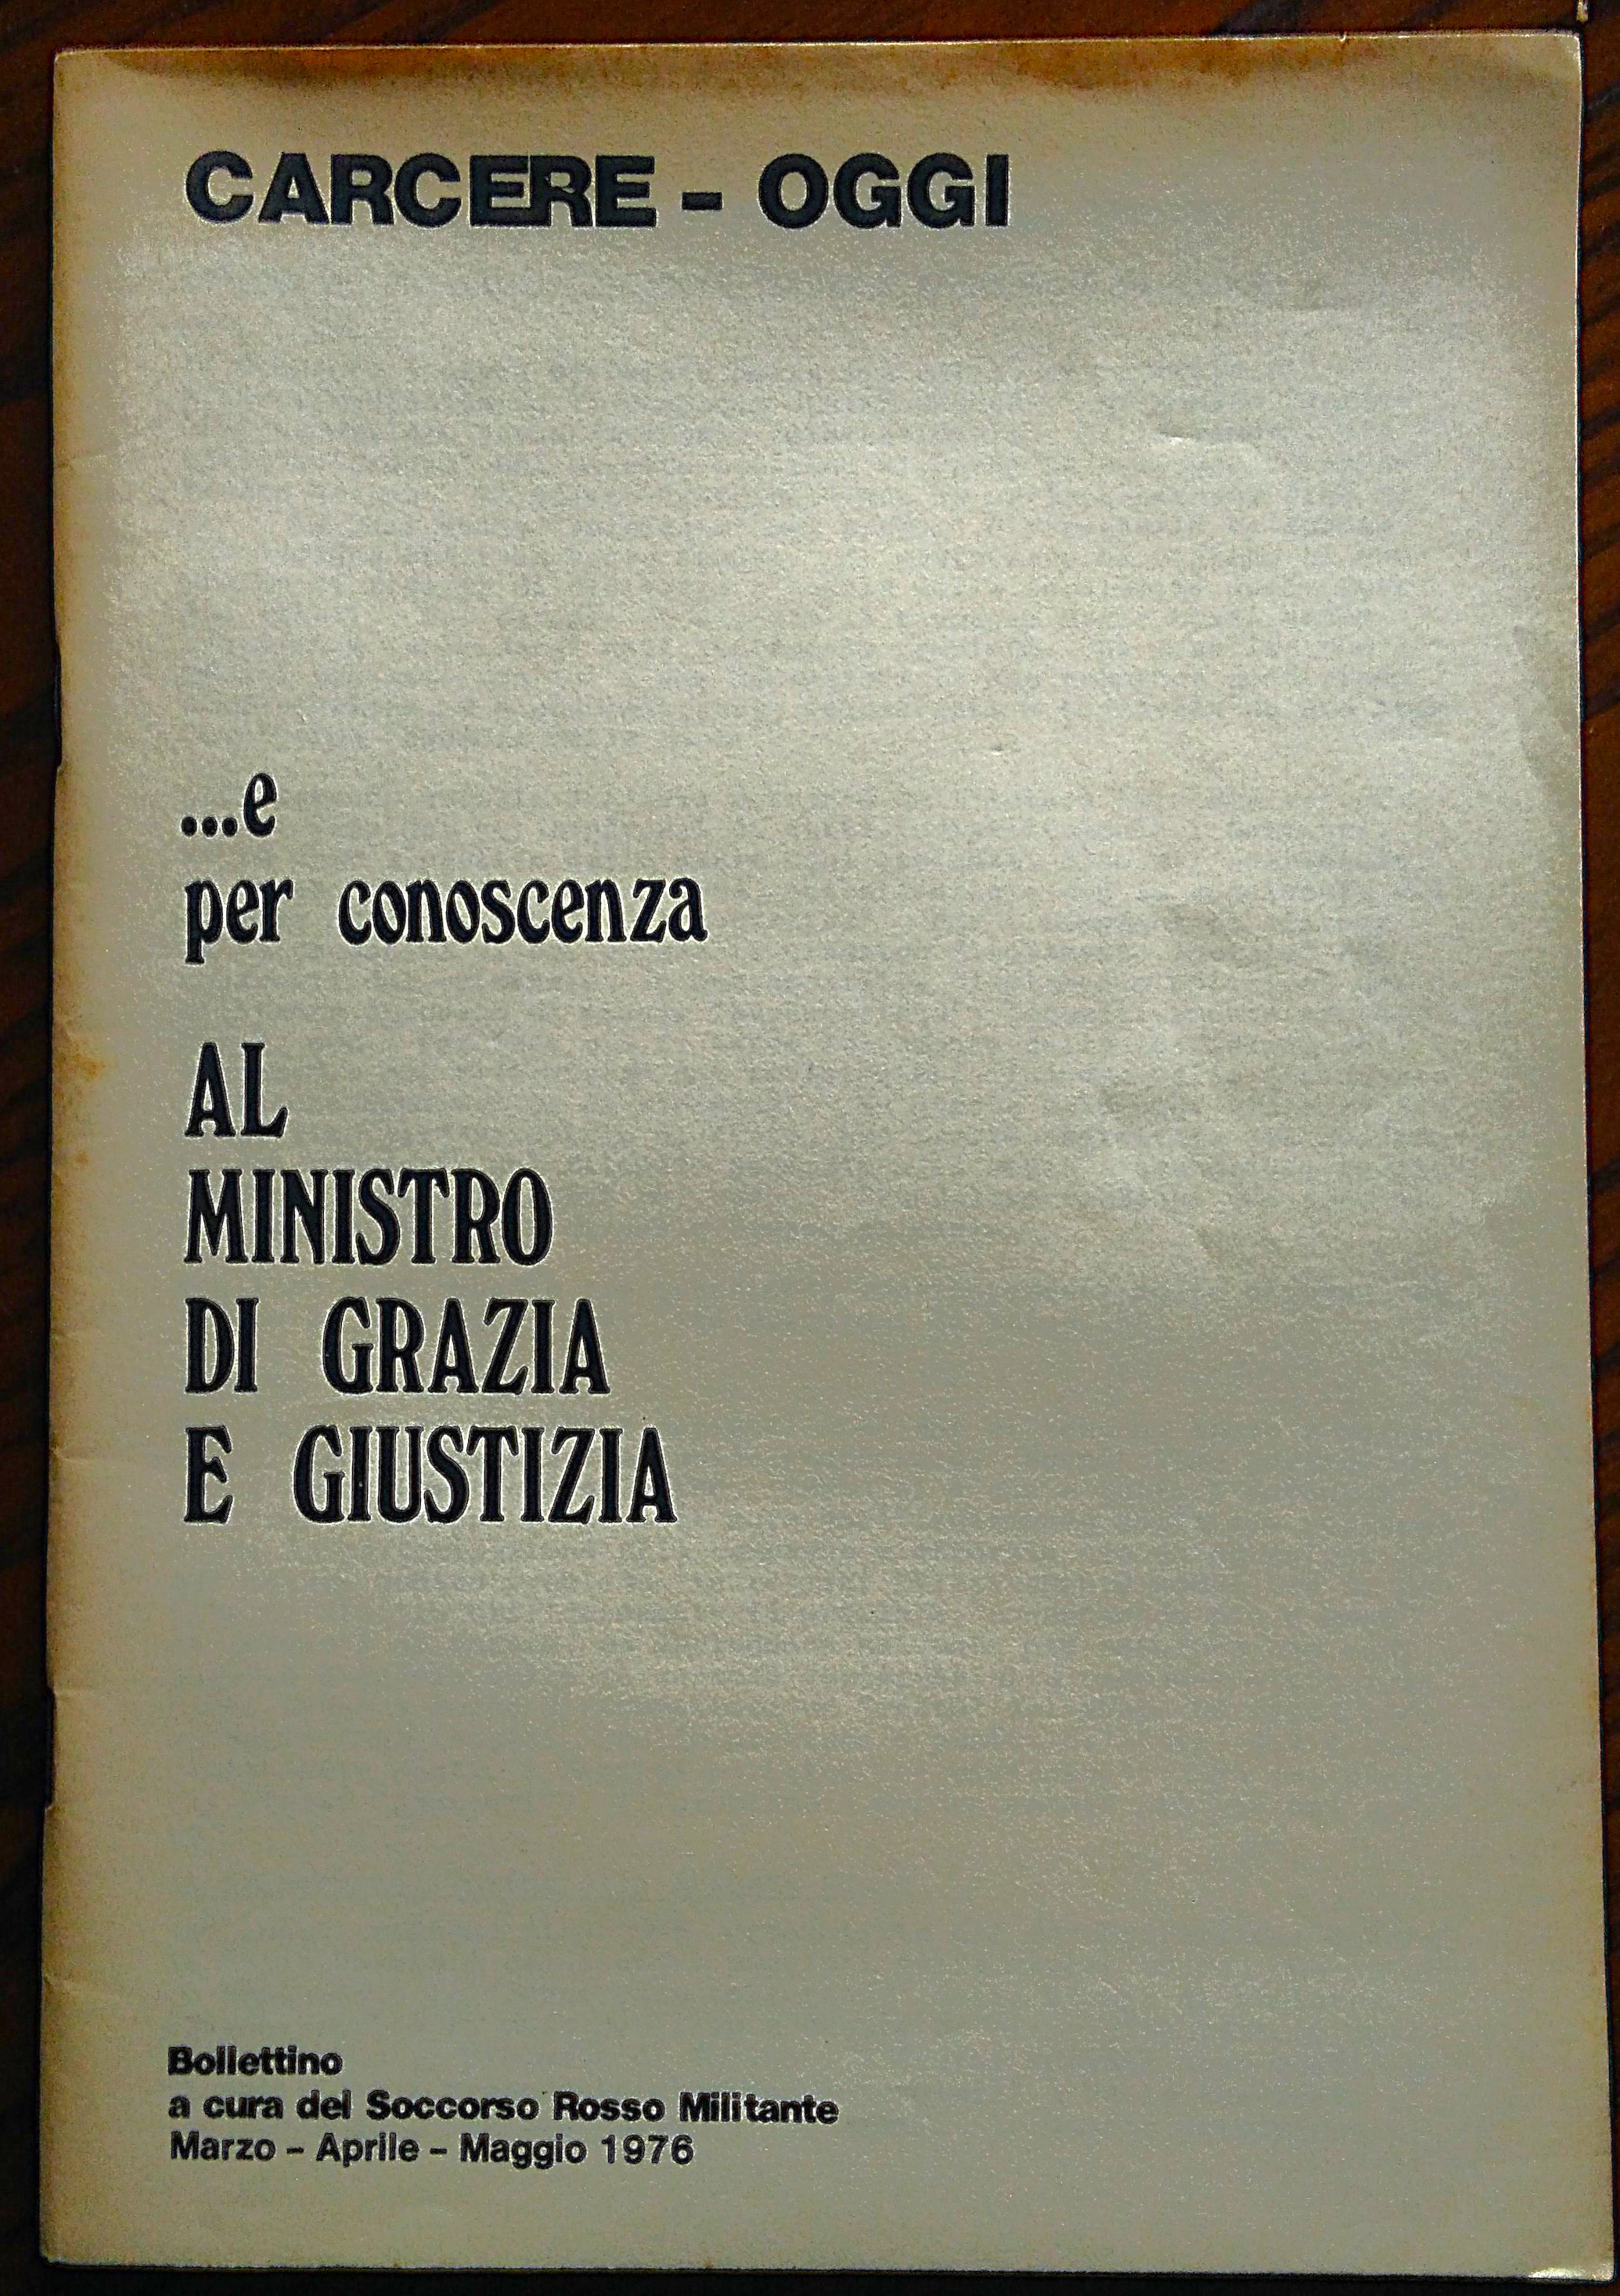 CARCERE - OGGI
...e
per conoscenza
AL
MINISTRO
DI GRAZIA
E GIUSTIZIA
Bollettino
a cura del Soccorso Rosso Militante
Marzo - Aprile - Maggio 1976